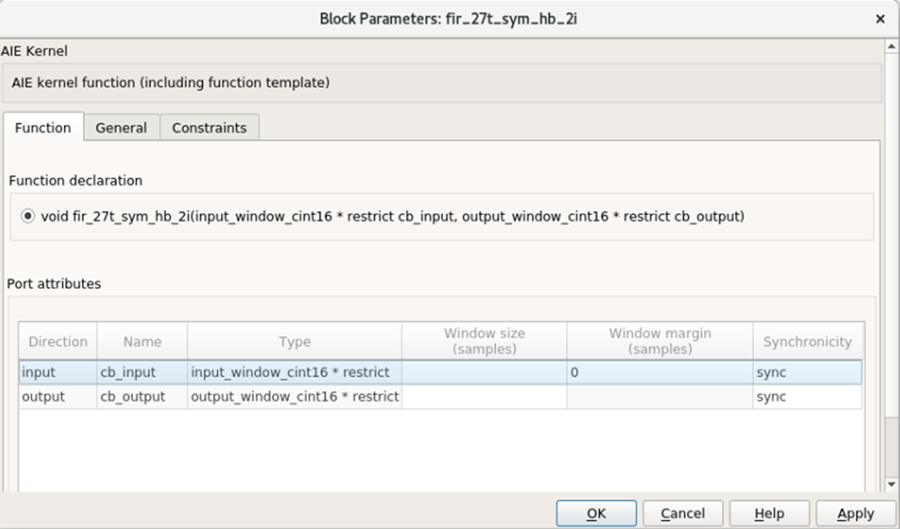 Block Parameters: fir_27t_sym_hb_2i ×
AIE Kernel
AIE kernel function (including function template)
Function General Constraints
Function declaration
void fir_27t_sym_hb_2i(input_window_cint16 * restrict cb_input, output_window_cint16 * restrict cb_output)
Port attributes
Direction Name Type Window size (samples) Window margin (samples) Synchronicity
input cb_input input_window_cint16 * restrict 0 sync
output cb_output output_window_cint16 * restrict sync
OK Cancel Help Apply